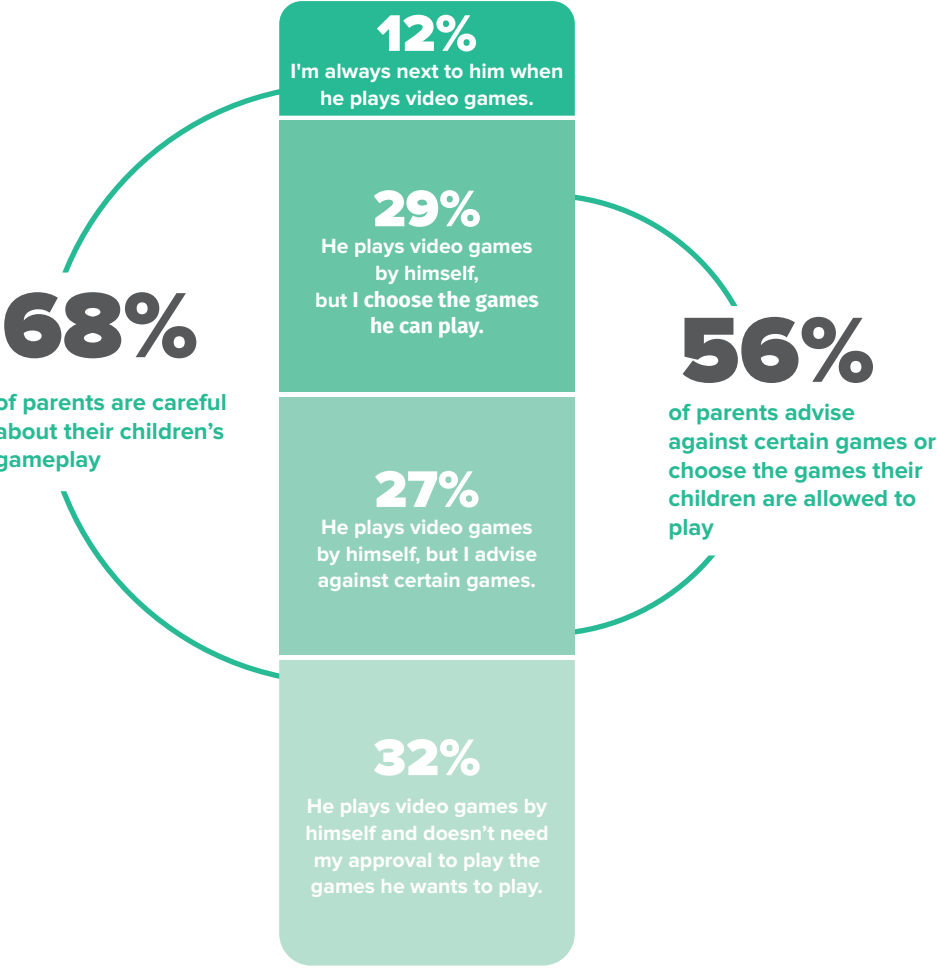 12%
I'm always next to him when
he plays video games.
29%
He plays video games
by himself,
but I choose the games
he can play.
68%
of parents are careful
about their children’s
gameplay
56%
of parents advise
against certain games or
choose the games their
children are allowed to
play
27%
He plays video games
by himself, but I advise
against certain games.
32%
He plays video games by
himself and doesn’t need
my approval to play the
games he wants to play.